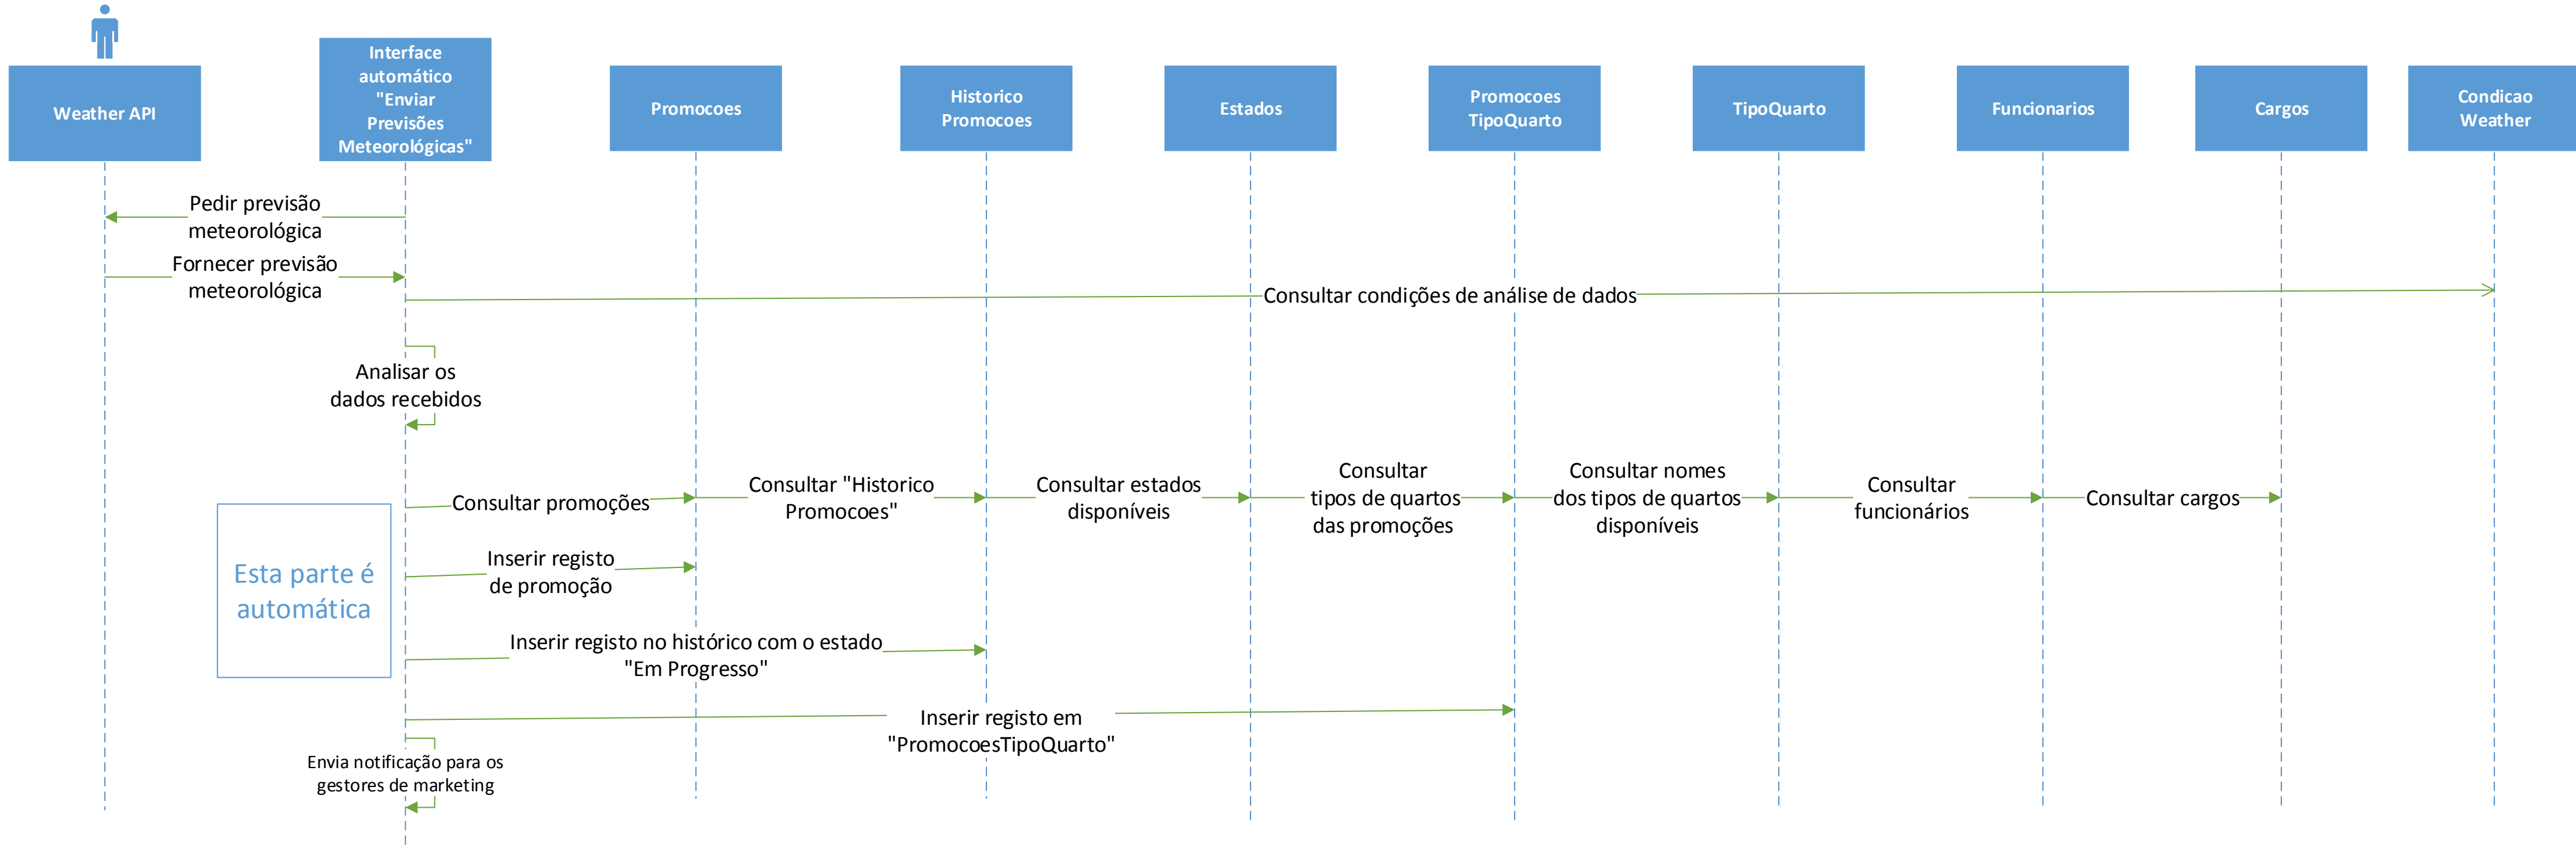 Weather API
Interface
automático
"Enviar
Previsões
Meteorológicas"
Promocoes
Historico
Promocoes
Estados
Promocoes
TipoQuarto
TipoQuarto
Funcionarios
Cargos
Condicao
Weather
Pedir previsão
meteorológica
Fornecer previsão
meteorológica
Consultar condições de análise de dados
Analisar os
dados recebidos
Consultar promoções
Consultar "Historico
Promocoes"
Consultar estados
disponíveis
Consultar
tipos de quartos
das promoções
Consultar nomes
dos tipos de quartos
disponíveis
Consultar
funcionários
Consultar cargos
Esta parte é
automática
Inserir registo
de promoção
Inserir registo no histórico com o estado
"Em Progresso"
Inserir registo em
"PromocoesTipoQuarto"
Envia notificação para os
gestores de marketing